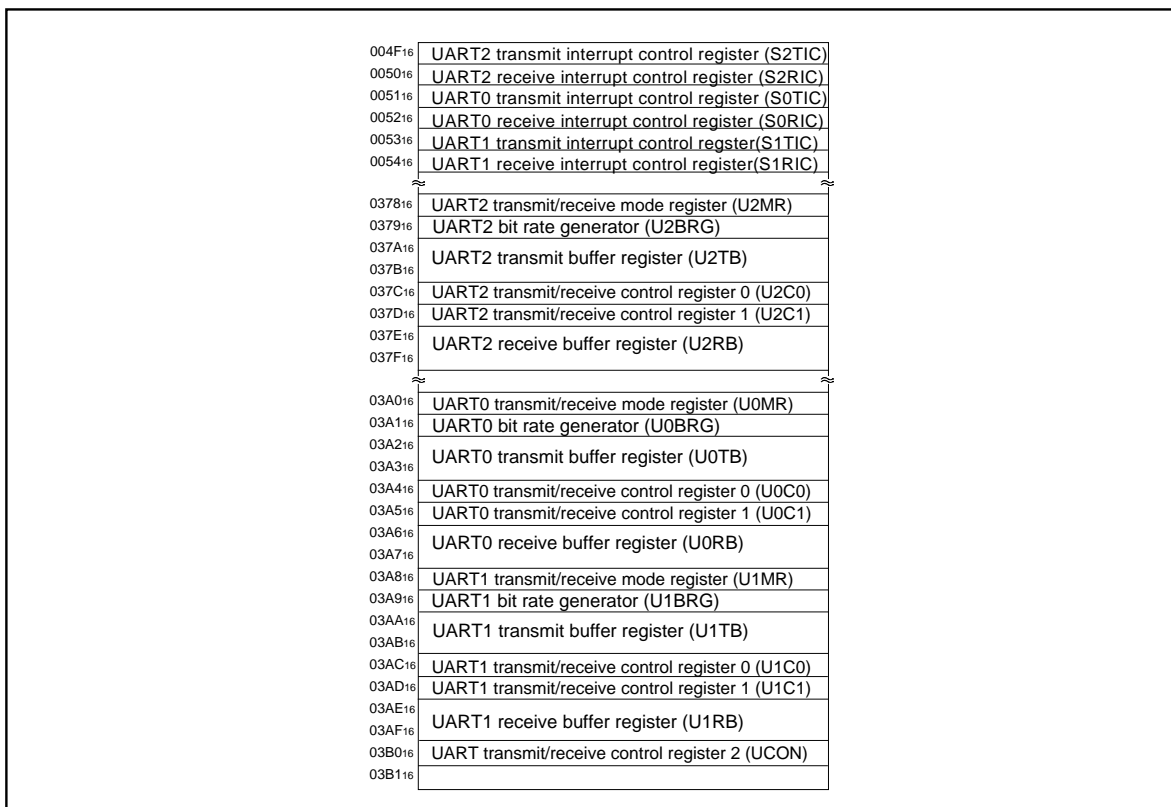 004F16 UART2 transmit interrupt control register (S2TIC)
005016 UART2 receive interrupt control register (S2RIC)
005116 UART0 transmit interrupt control register (S0TIC)
005216 UART0 receive interrupt control register (S0RIC)
005316 UART1 transmit interrupt control regster(S1TIC)
005416 UART1 receive interrupt control regster(S1RIC)
037816 UART2 transmit/receive mode register (U2MR)
037916 UART2 bit rate generator (U2BRG)
037A16
UART2 transmit buffer register (U2TB)
037B16
037C16 UART2 transmit/receive control register 0 (U2C0)
037D16 UART2 transmit/receive control register 1 (U2C1)
037E16
UART2 receive buffer register (U2RB)
037F16
03A016 UART0 transmit/receive mode register (U0MR)
03A116 UART0 bit rate generator (U0BRG)
03A216
UART0 transmit buffer register (U0TB)
03A316
03A416 UART0 transmit/receive control register 0 (U0C0)
03A516 UART0 transmit/receive control register 1 (U0C1)
03A616
UART0 receive buffer register (U0RB)
03A716
03A816 UART1 transmit/receive mode register (U1MR)
03A916 UART1 bit rate generator (U1BRG)
03AA16
UART1 transmit buffer register (U1TB)
03AB16
03AC16 UART1 transmit/receive control register 0 (U1C0)
03AD16 UART1 transmit/receive control register 1 (U1C1)
03AE16
UART1 receive buffer register (U1RB)
03AF16
03B016 UART transmit/receive control register 2 (UCON)
03B116